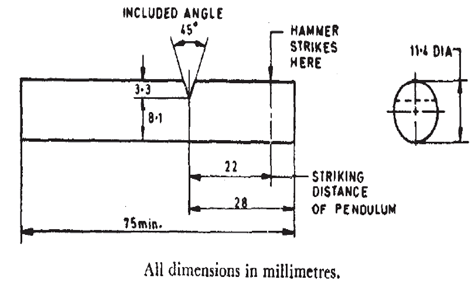 INCLUDED ANGLE
45°
HAMMER
STRIKES
HERE
11·4 DIA
3·3
8·1
22
STRIKING
DISTANCE
OF PENDULUM
28
75min.
All dimensions in millimetres.